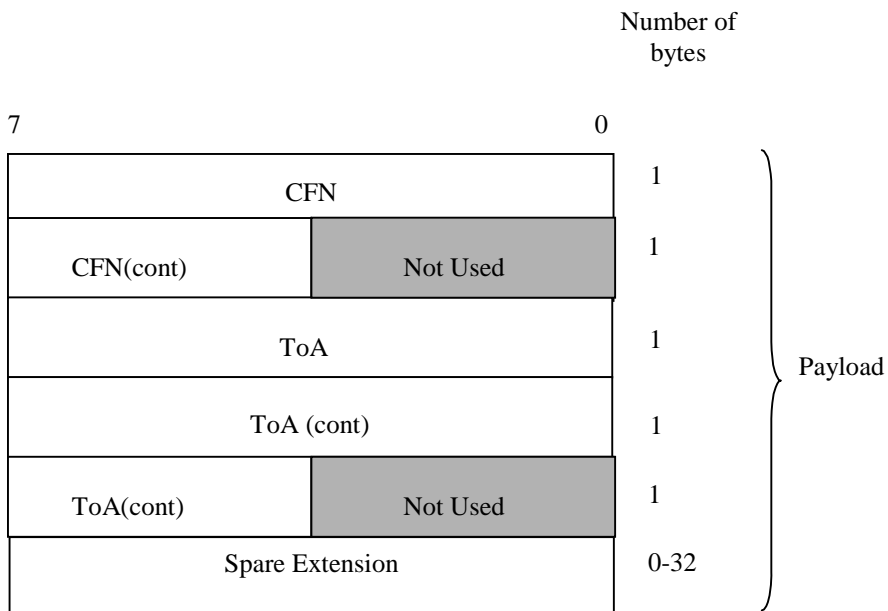 Number of
bytes
7 0
CFN 1
CFN(cont) Not Used 1
ToA 1
ToA (cont) 1
Payload
ToA(cont) Not Used 1
Spare Extension 0-32